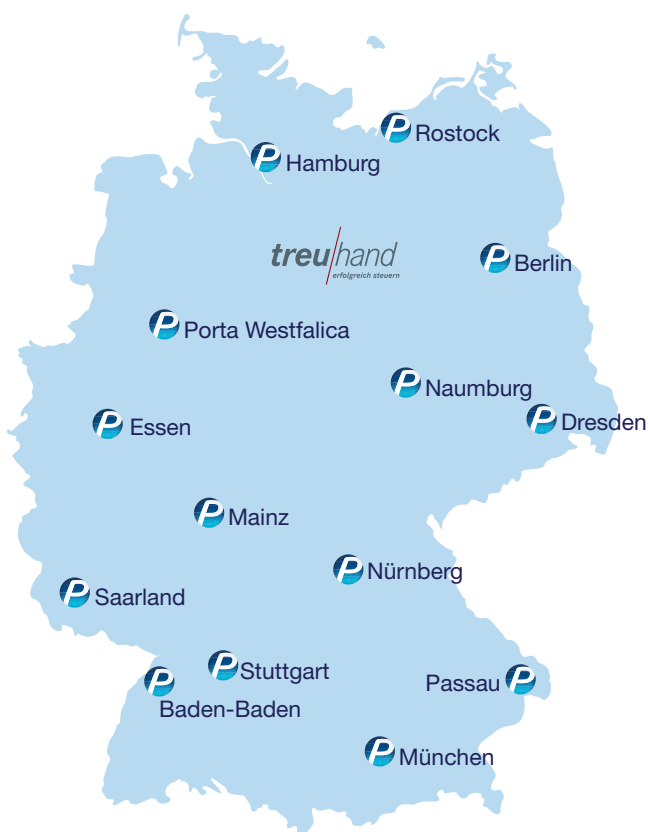 P Rostock
P Hamburg
treu/hand
erfolgreich steuern
P Berlin
P Porta Westfalica
P Naumburg
P Dresden
P Essen
P Mainz
P Nürnberg
P Saarland
P Stuttgart
Passau P
P
Baden-Baden
P München